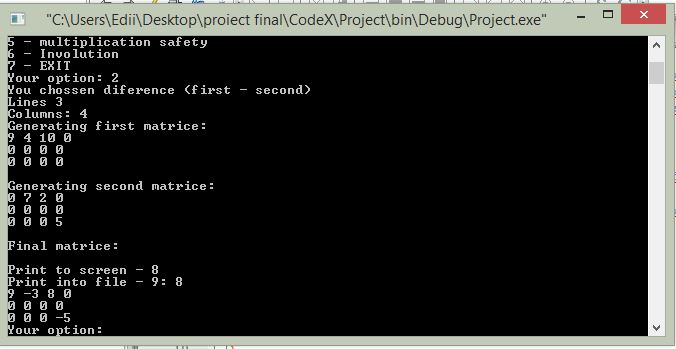 "C:\Users\Edii\Desktop\proiect final\CodeX\Project\bin\Debug\Project.exe"
5 - multiplication safety
6 - Involution
7 - EXIT
Your option: 2
You chossen diference (first - second)
Lines 3
Columns: 4
Generating first matrice:
9 4 10 0
0 0 0 0
0 0 0 0
Generating second matrice:
0 7 2 0
0 0 0 0
0 0 0 5
Final matrice:
Print to screen - 8
Print into file - 9: 8
9 -3 8 0
0 0 0 0
0 0 0 -5
Your option: